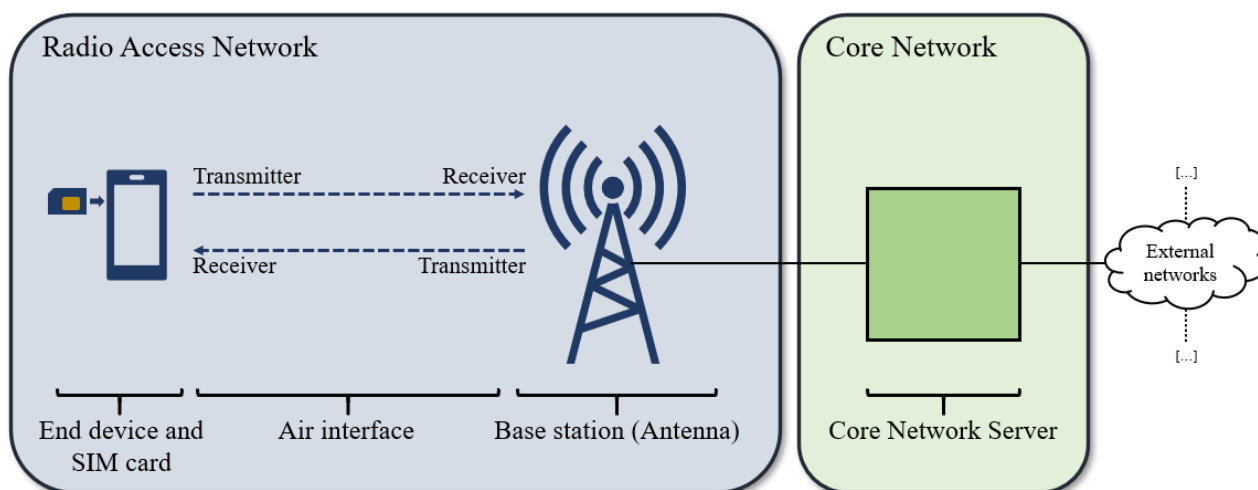 Radio Access Network
Core Network
Transmitter
Receiver
Receiver
Transmitter
[...]
External
networks
[...]
End device and
SIM card
Air interface
Base station (Antenna)
Core Network Server